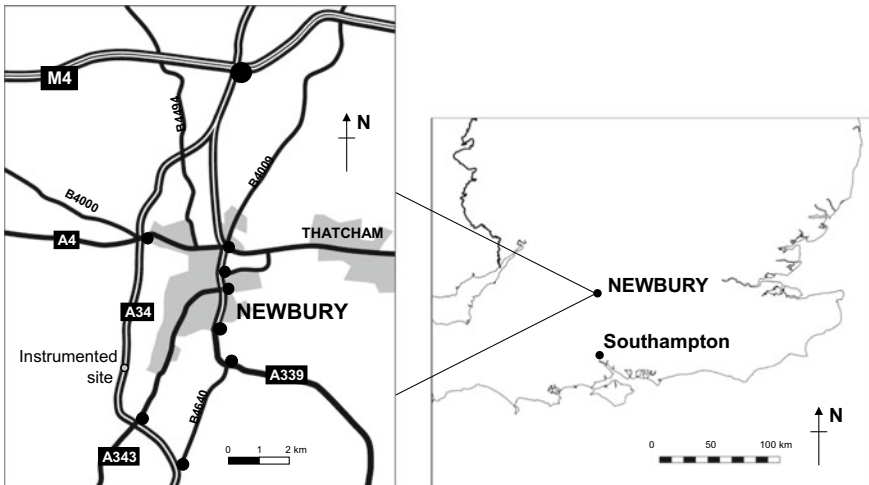 M4
B4494
N
B4009
B4000
THATCHAM
A4
A34
NEWBURY
Instrumented
site
A339
B4640
A343
0 1 2 km
NEWBURY
Southampton
N
0 50 100 km